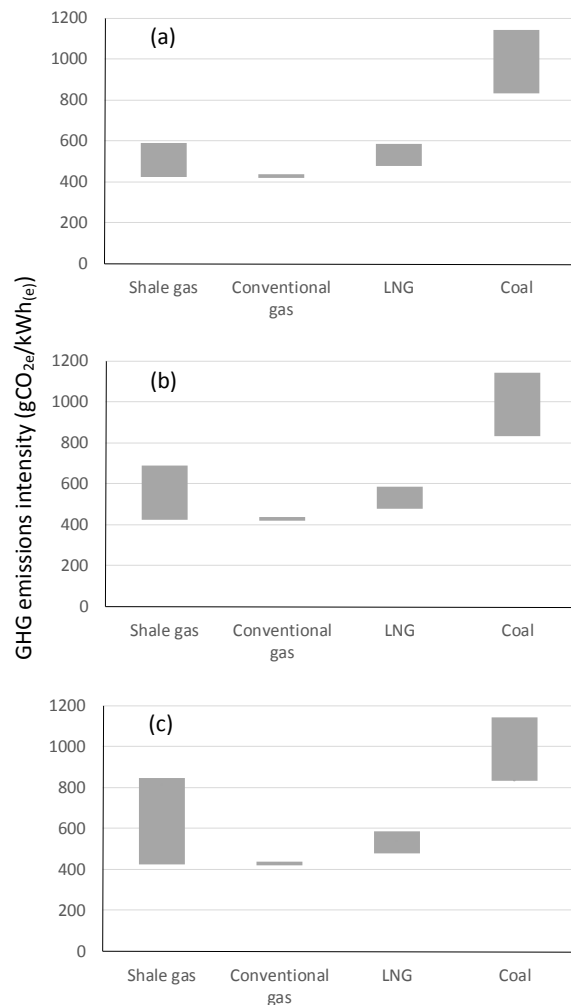 GHG emissions intensity (gCO2e/kWh(e))
(a)
1200
1000
800
600
400
200
0
Shale gas Conventional gas LNG Coal
(b)
1200
1000
800
600
400
200
0
Shale gas Conventional LNG Coal
gas
(c)
1200
1000
800
600
400
200
0
Shale gas Conventional LNG Coal
gas